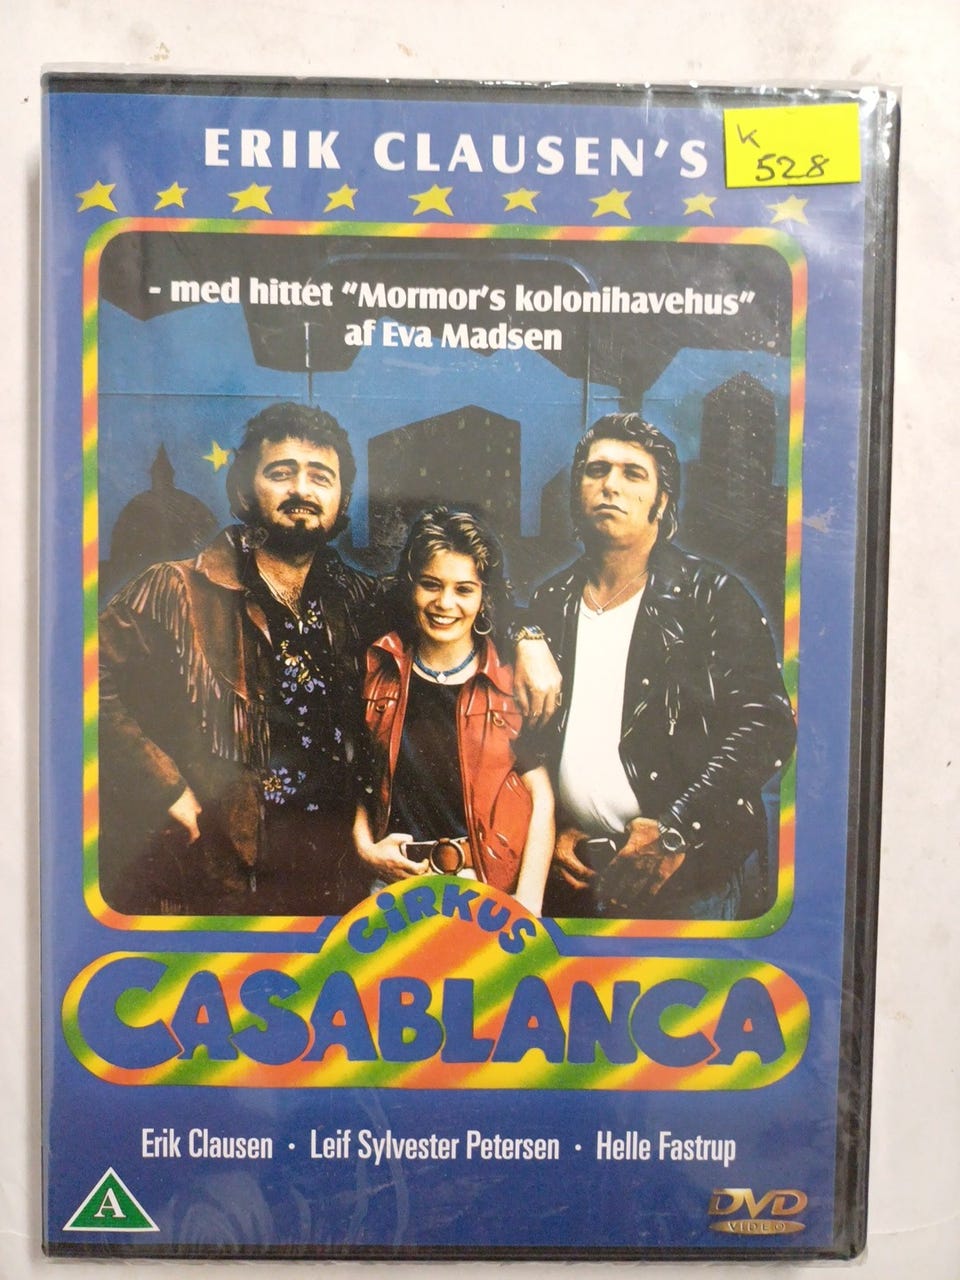 ERIK CLAUSEN'S
K
528
- med hittet "Mormor's kolonihavehus"
af Eva Madsen
CiRKUS
CASABLANCA
Erik Clausen · Leif Sylvester Petersen · Helle Fastrup
A
DVD
VIDEO